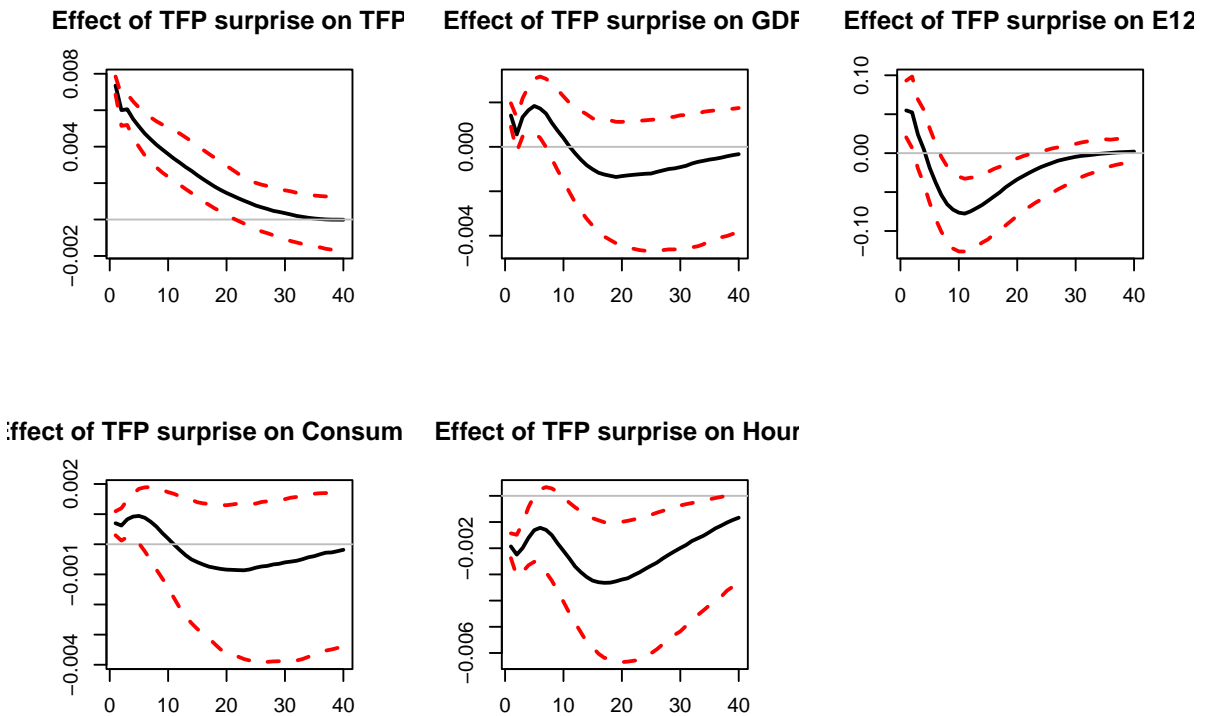 Effect of TFP surprise on TFP
0.008
0.004
−0.002
0 10 20 30 40
Effect of TFP surprise on GDP
0.000
−0.004
0 10 20 30 40
Effect of TFP surprise on E12
0.10
0.00
−0.10
0 10 20 30 40
Effect of TFP surprise on Consum
0.002
−0.001
−0.004
0 10 20 30 40
Effect of TFP surprise on Hour
−0.002
−0.006
0 10 20 30 40